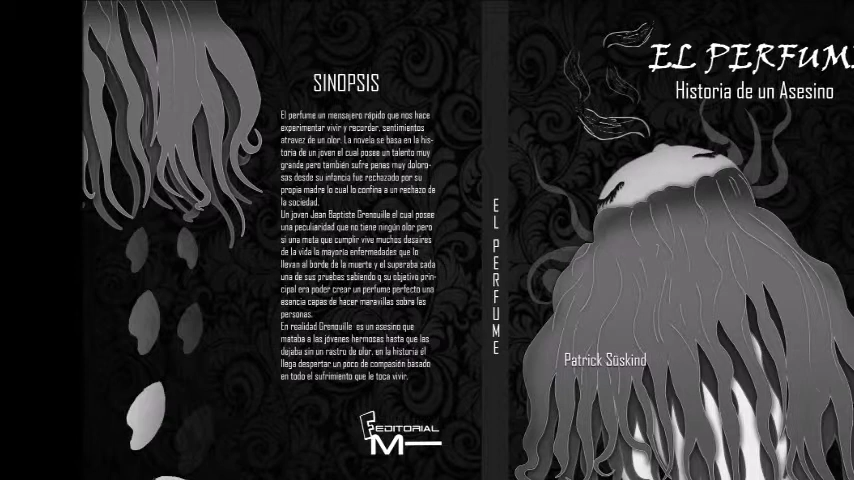 SINOPSIS
El perfume un mensajero rápido que nos hace
experimentar vivir y recordar, sentimientos
atravez de un olor. La novela se basa en la his-
toria de un joven el cual posee un talento muy
grande pero también sufre penas muy doloro-
sas desde su infancia fue rechazado por su
propia madre lo cual lo confina a un rechazo de
la sociedad.
Un joven Jean Baptiste Grenouille el cual posee
una peculiaridad que no tiene ningún olor pero
si una meta que cumplir vive muchos desaires
de la vida la mayoria enfermedades que lo
llevan al borde de la muerte y el superaba cada
una de sus pruebas sabiendo q su objetivo prin-
cipal era poder crear un perfume perfecto una
esencia capas de hacer maravillas sobre las
personas.
En realidad Grenouille es un asesino que
mataba a las jóvenes hermosas hasta que las
dejaba sin un rastro de olor, en la historia él
llega despertar un poco de compasión basado
en todo el sufrimiento que le toca vivir.
EDITORIAL
M
EL PERFUME
EL PERFUME
Historia de un Asesino
Patrick Süskind